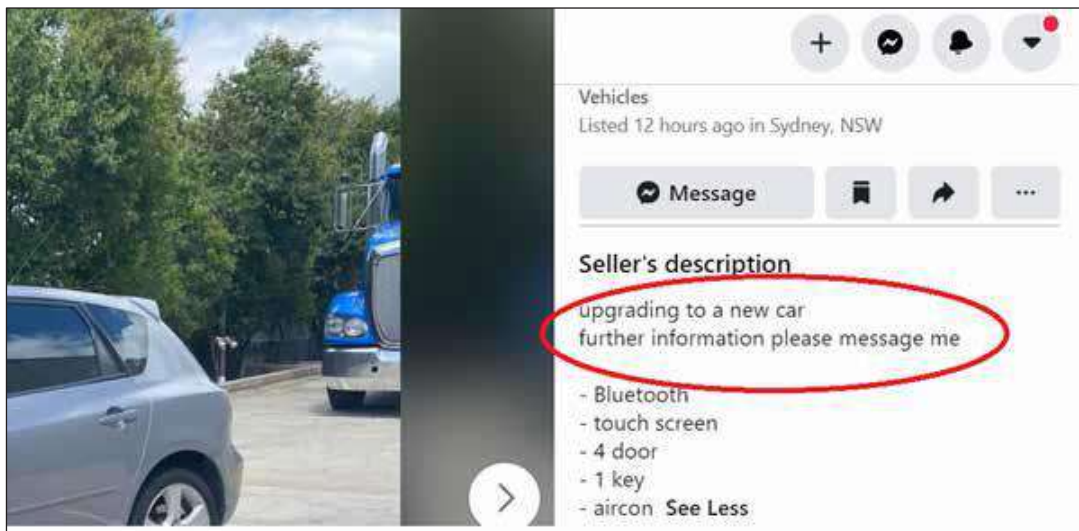 Vehicles
Listed 12 hours ago in Sydney, NSW
Message
Seller's description
upgrading to a new car
further information please message me
- Bluetooth
- touch screen
- 4 door
- 1 key
- aircon See Less